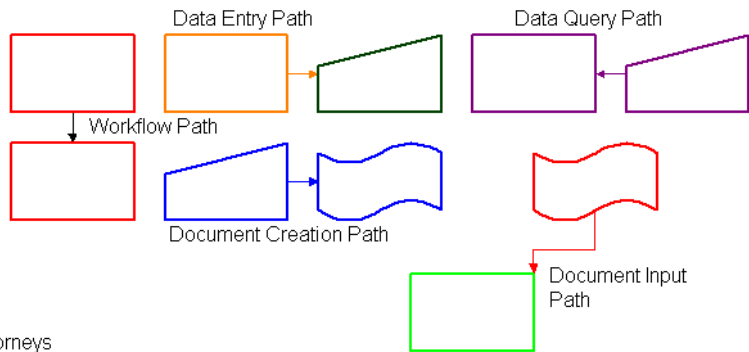 Data Entry Path
Data Query Path
Workflow Path
Document Creation Path
Document Input
Path
orneys